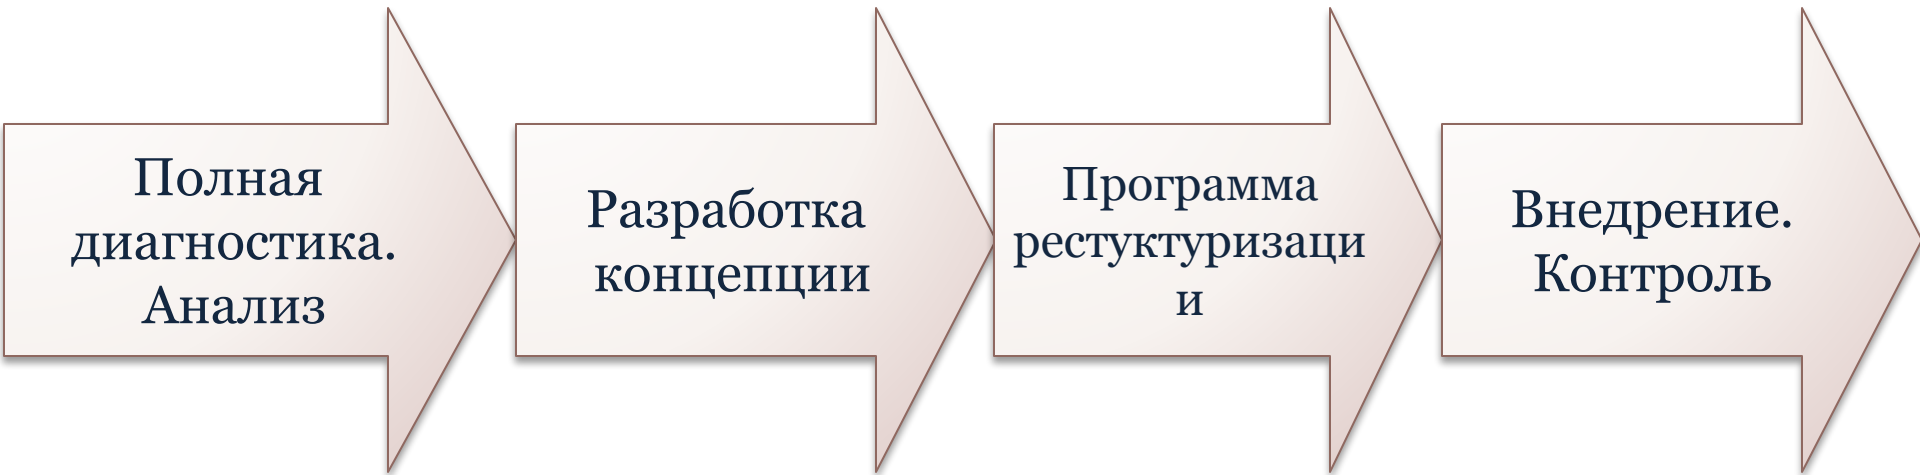 Полная
диагностика.
Анализ
Разработка
концепции
Программа
рестуктуризаци
и
Внедрение.
Контроль